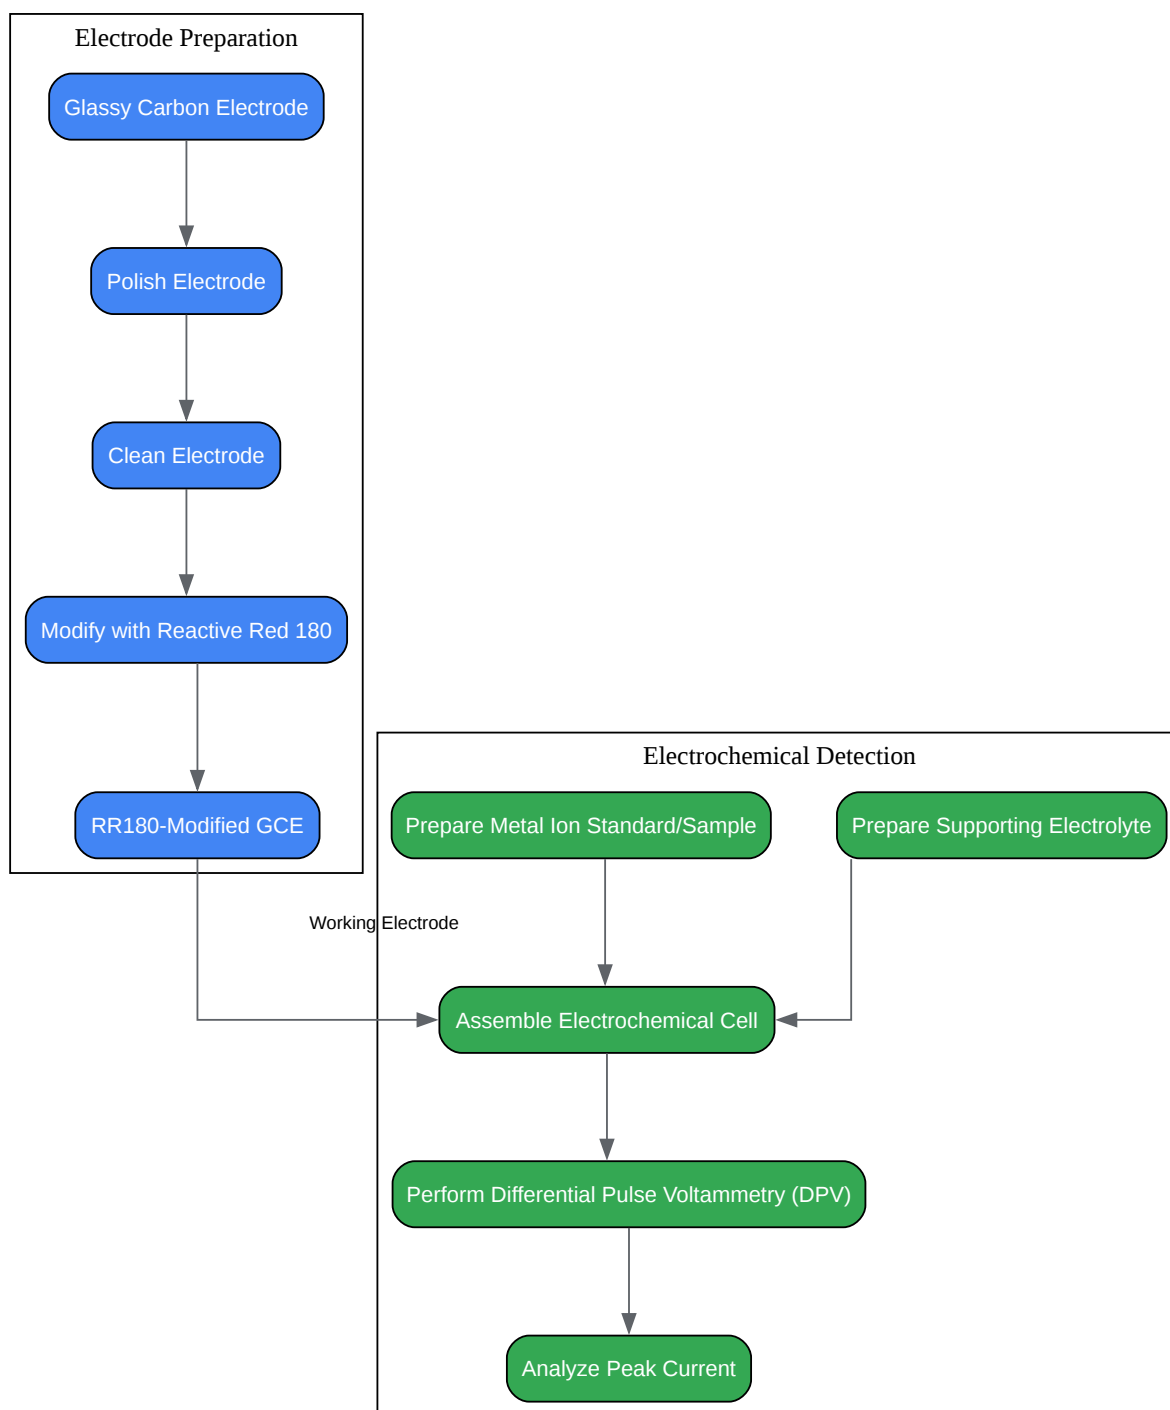 Electrode Preparation
Glassy Carbon Electrode
Polish Electrode
Clean Electrode
Modify with Reactive Red 180
RR180-Modified GCE
Working Electrode
Electrochemical Detection
Prepare Metal Ion Standard/Sample
Prepare Supporting Electrolyte
Assemble Electrochemical Cell
Perform Differential Pulse Voltammetry (DPV)
Analyze Peak Current